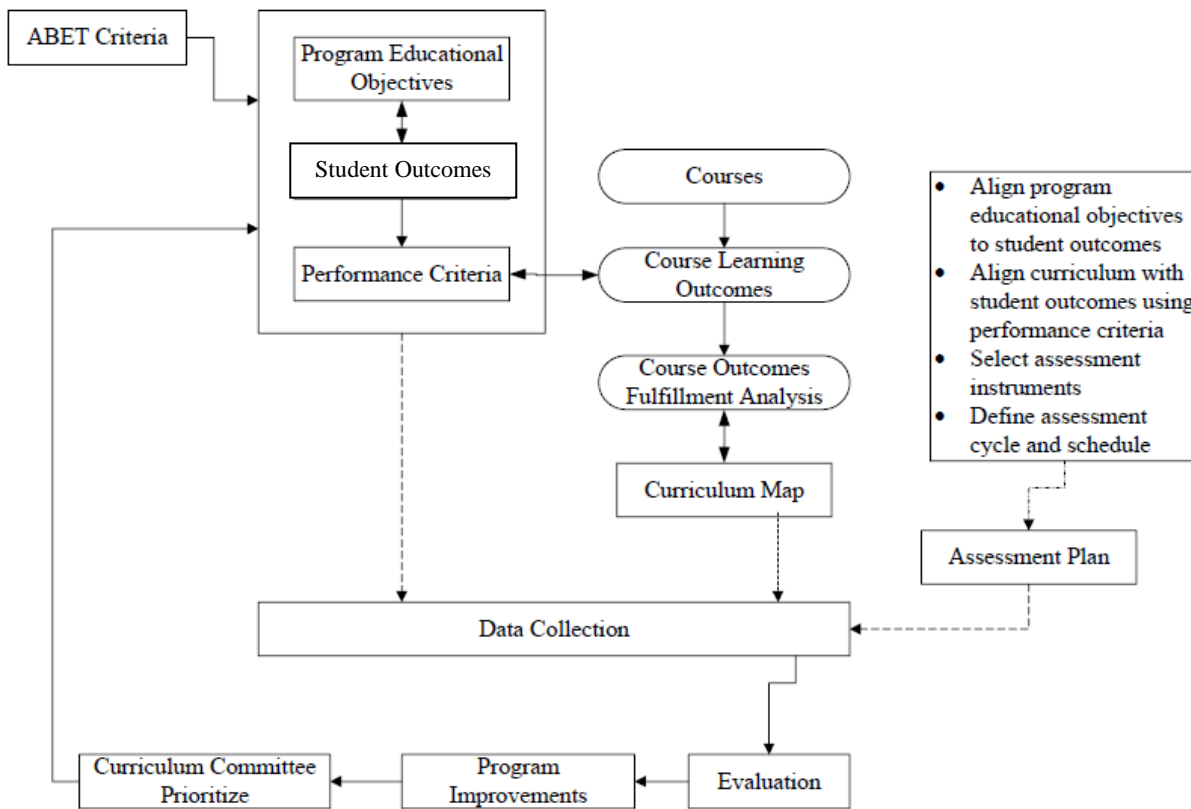 ABET Criteria
Program Educational
Objectives
Student Outcomes
Performance Criteria
Courses
Course Learning
Outcomes
Course Outcomes
Fulfillment Analysis
Curriculum Map
• Align program
educational objectives
to student outcomes
• Align curriculum with
student outcomes using
performance criteria
• Select assessment
instruments
• Define assessment
cycle and schedule
Assessment Plan
Data Collection
Curriculum Committee
Prioritize
Program
Improvements
Evaluation